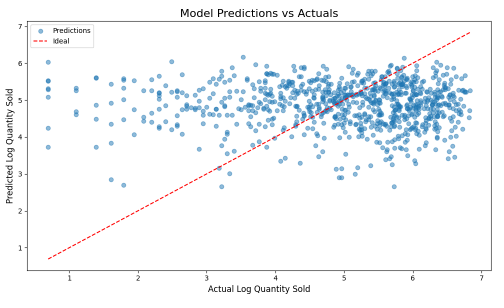 Model Predictions vs Actuals
Predictions
Ideal
Predicted Log Quantity Sold
7
6
5
4
3
2
1
1
2
3
4
5
6
7
Actual Log Quantity Sold